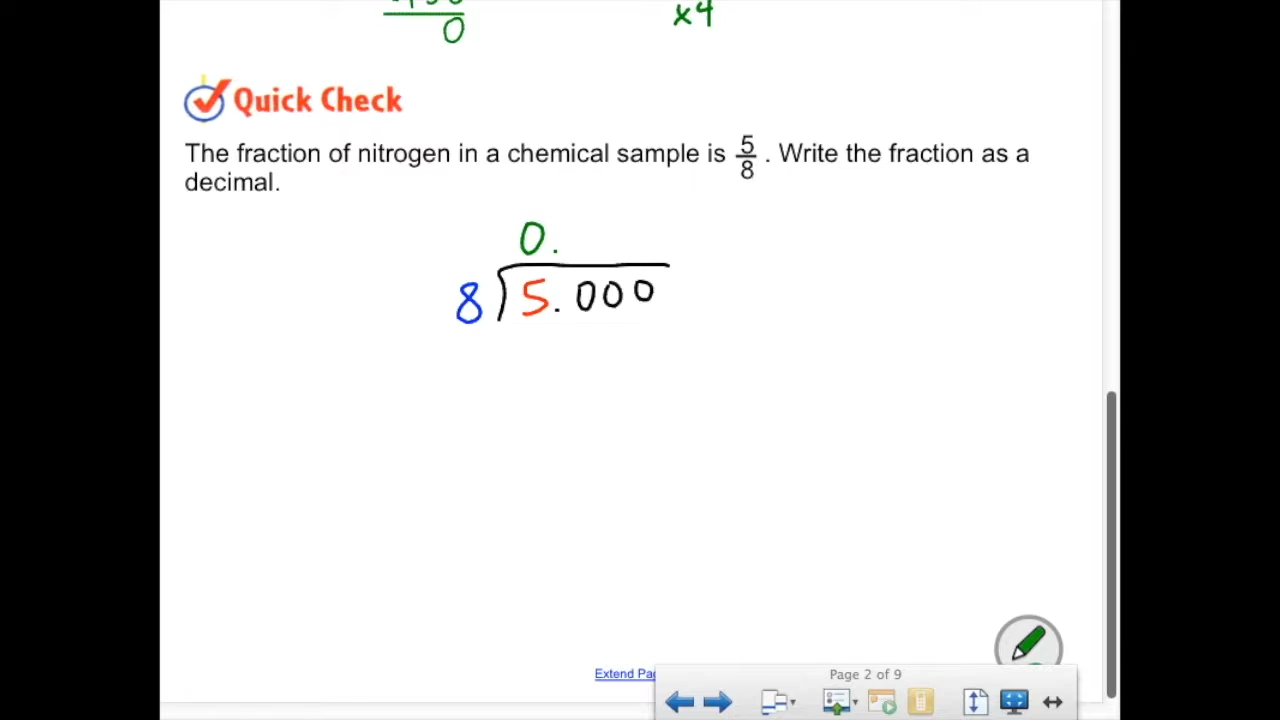 0
x4
Quick Check
The fraction of nitrogen in a chemical sample is 5/8 . Write the fraction as a
decimal.
0.
8 5.000
Extend
Page 2 of 9